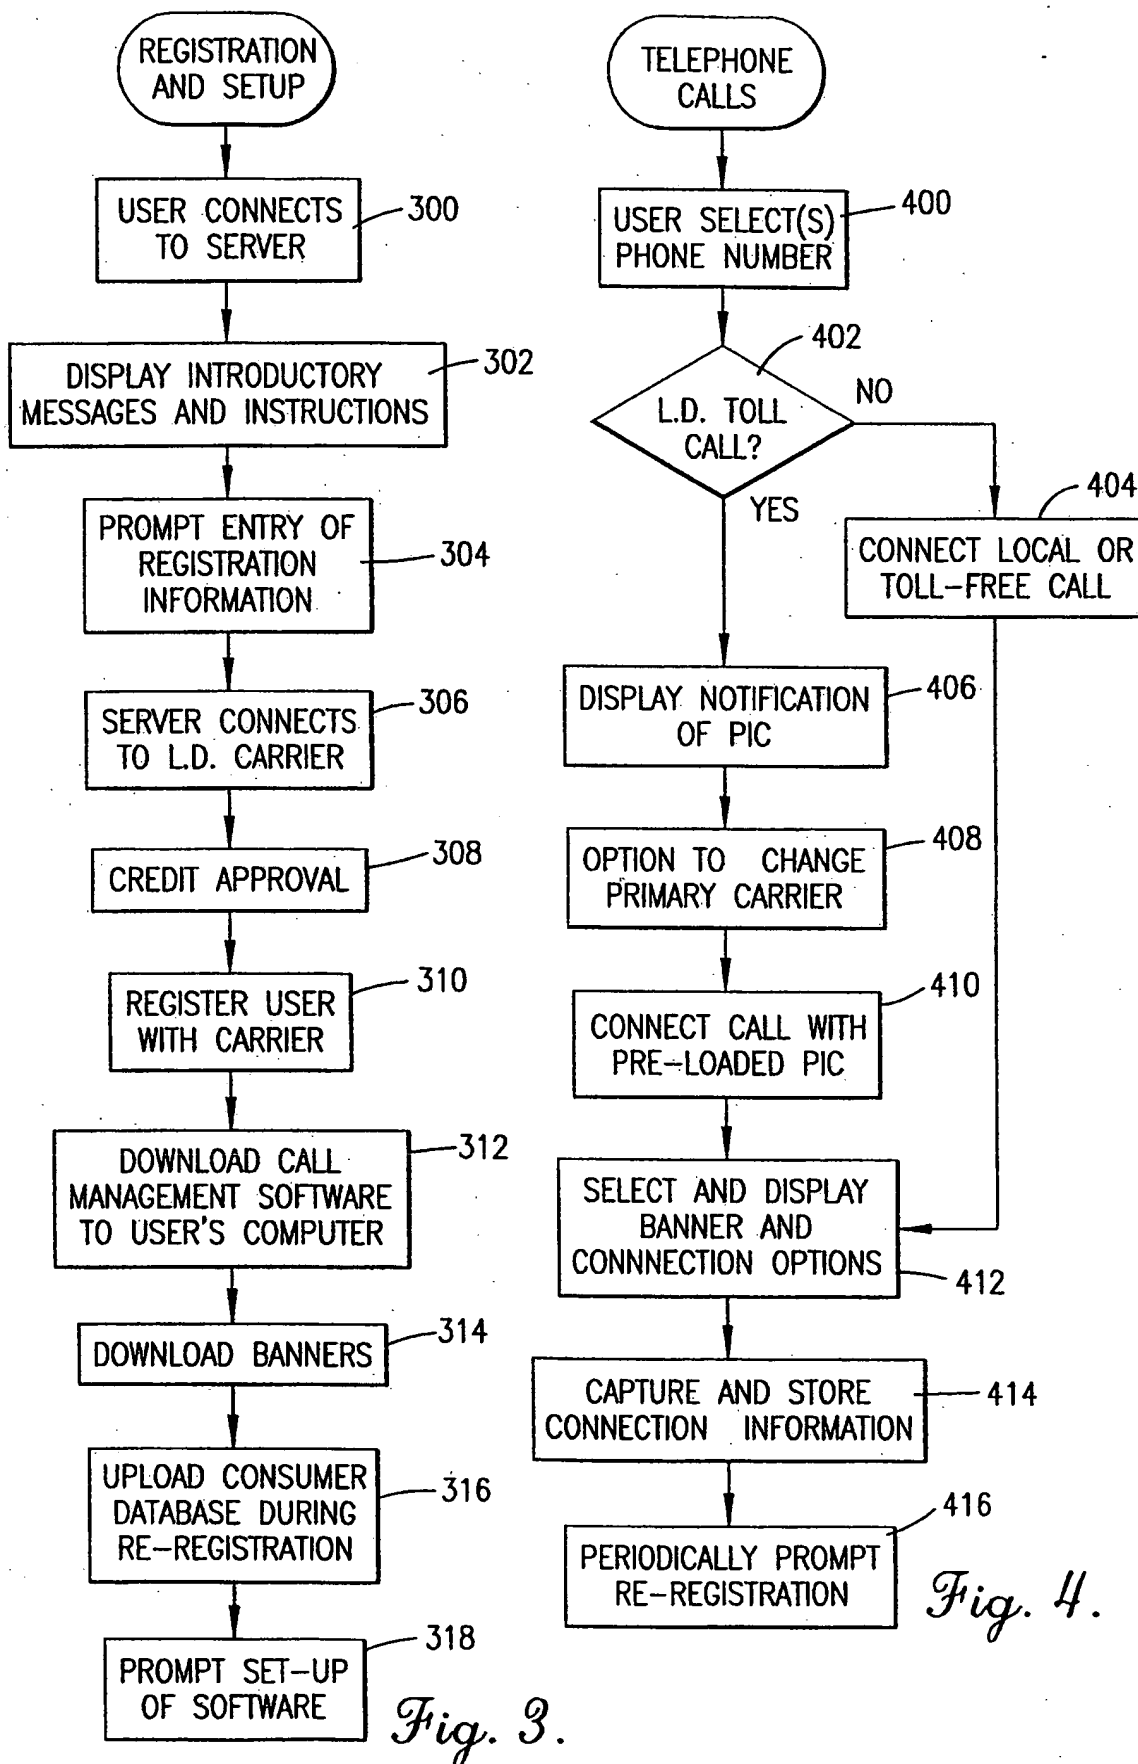 REGISTRATION
AND SETUP
USER CONNECTS
TO SERVER
300
DISPLAY INTRODUCTORY
MESSAGES AND INSTRUCTIONS
302
PROMPT ENTRY OF
REGISTRATION
INFORMATION
304
SERVER CONNECTS
TO L.D. CARRIER
306
CREDIT APPROVAL
308
REGISTER USER
WITH CARRIER
310
DOWNLOAD CALL
MANAGEMENT SOFTWARE
TO USER'S COMPUTER
312
DOWNLOAD BANNERS
314
UPLOAD CONSUMER
DATABASE DURING
RE-REGISTRATION
316
PROMPT SET-UP
OF SOFTWARE
318
Fig. 3.
TELEPHONE
CALLS
USER SELECT(S)
PHONE NUMBER
400
L.D. TOLL
CALL?
402
NO
YES
CONNECT LOCAL OR
TOLL-FREE CALL
404
DISPLAY NOTIFICATION
OF PIC
406
OPTION TO CHANGE
PRIMARY CARRIER
408
CONNECT CALL WITH
PRE-LOADED PIC
410
SELECT AND DISPLAY
BANNER AND
CONNNECTION OPTIONS
412
CAPTURE AND STORE
CONNECTION INFORMATION
414
PERIODICALLY PROMPT
RE-REGISTRATION
416
Fig. 4.